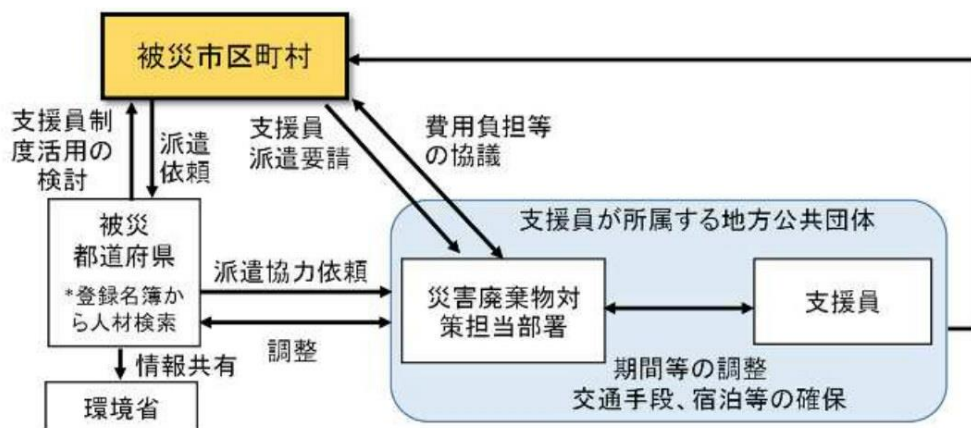 被災市区町村
支援員制
度活用の
検討
派遣
依頼
支援員
派遣要請
費用負担等
の協議
被災
都道府県
*登録名簿か
ら人材検索
派遣協力依頼
調整
情報共有
環境省
支援員が所属する地方公共団体
災害廃棄物対
策担当部署
支援員
期間等の調整
交通手段、宿泊等の確保